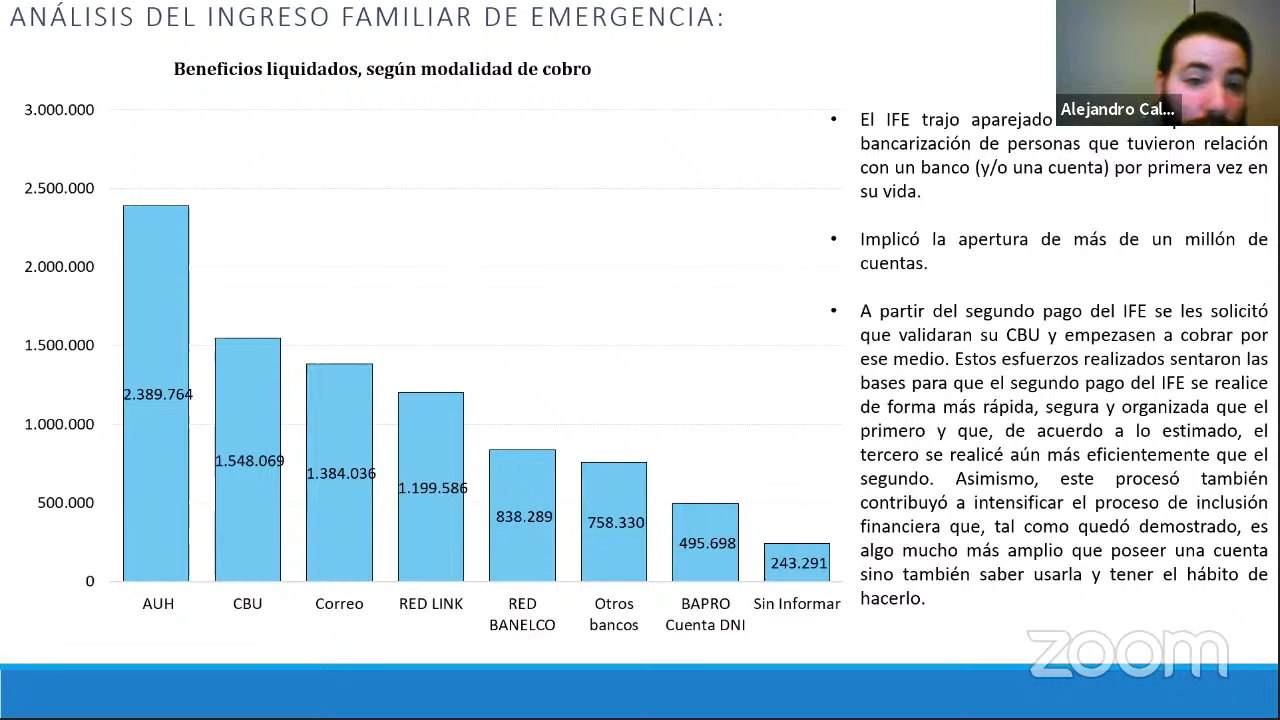 ANÁLISIS DEL INGRESO FAMILIAR DE EMERGENCIA:
Beneficios liquidados, según modalidad de cobro
3.000.000
2.500.000
2.000.000
1.500.000
1.000.000
500.000
0
2.389.764
1.548.069
1.384.036
1.199.586
838.289
758.330
495.698
243.291
AUH
CBU
Correo
RED LINK
RED
BANELCO
Otros
bancos
BAPRO
Cuenta DNI
Sin Informar
Alejandro Cal...
• El IFE trajo aparejado
bancarización de personas que tuvieron relación
con un banco (y/o una cuenta) por primera vez en
su vida.
• Implicó la apertura de más de un millón de
cuentas.
• A partir del segundo pago del IFE se les solicitó
que validaran su CBU y empezasen a cobrar por
ese medio. Estos esfuerzos realizados sentaron las
bases para que el segundo pago del IFE se realice
de forma más rápida, segura y organizada que el
primero y que, de acuerdo a lo estimado, el
tercero se realicé aún más eficientemente que el
segundo. Asimismo, este procesó también
contribuyó a intensificar el proceso de inclusión
financiera que, tal como quedó demostrado, es
algo mucho más amplio que poseer una cuenta
sino también saber usarla y tener el hábito de
hacerlo.
zoom